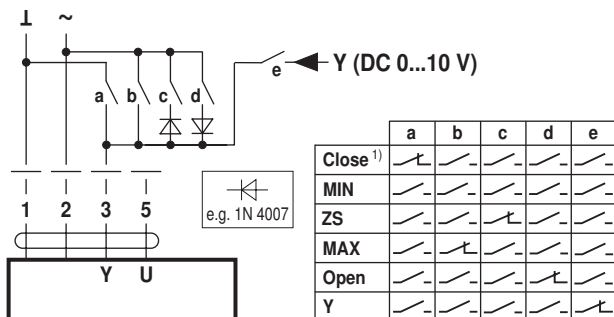 ⊥ ~
e Y (DC 0...10 V)
a b c d
1 2 3 5
e.g. 1N 4007
Y U
a b c d e
Close 1)
MIN
ZS
MAX
Open
Y